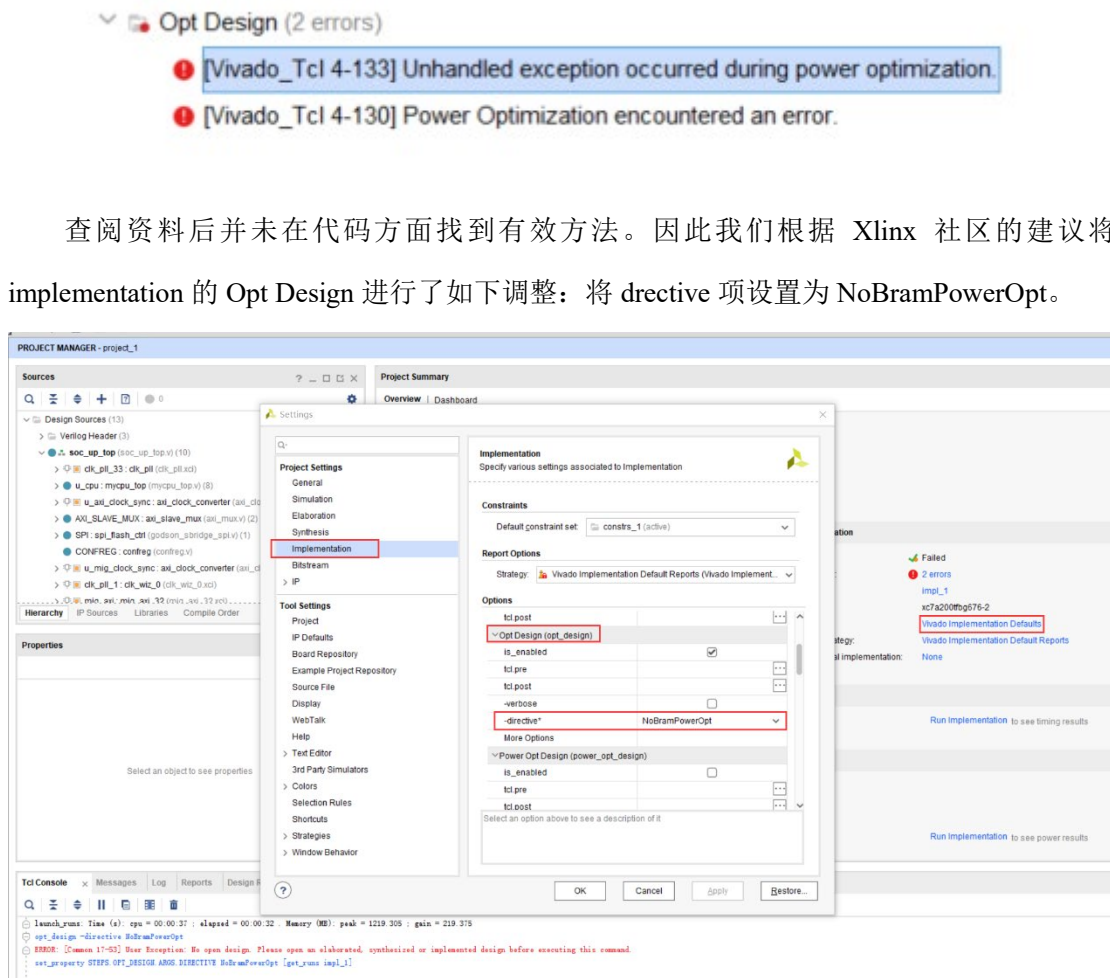 Opt Design (2 errors)
[Vivado_Tcl 4-133] Unhandled exception occurred during power optimization.
[Vivado_Tcl 4-130] Power Optimization encountered an error.
查阅资料后并未在代码方面找到有效方法。因此我们根据 Xlinx 社区的建议将
implementation 的 Opt Design 进行了如下调整：将 drective 项设置为 NoBramPowerOpt。
PROJECT MANAGER - project_1
Sources
? _ □ X
Project Summary
0
Overview | Dashboard
Design Sources (13)
Verilog Header (3)
soc_up_top (soc_up_top.v) (10)
clk_pll_33 : clk_pll (clk_pll.xci)
u_cpu : mycpu_top (mycpu_top.v) (8)
u_axi_clock_sync : axi_clock_converter (axi_clo
AXI_SLAVE_MUX : axi_slave_mux (axi_mux.v) (2)
SPI : spi_flash_ctrl (godson_sbridge_spi.v) (1)
CONFREG : confreg (confreg.v)
u_mig_clock_sync : axi_clock_converter (axi_cl
clk_pll_1 : clk_wiz_0 (clk_wiz_0.xci)
mig_axi : mig_axi_32 (mig_axi_32.xci)
Hierarchy IP Sources Libraries Compile Order
Properties
Select an object to see properties
Settings
Q-
Project Settings
General
Simulation
Elaboration
Synthesis
Implementation
Bitstream
IP
Tool Settings
Project
IP Defaults
Board Repository
Example Project Repository
Source File
Display
WebTalk
Help
Text Editor
3rd Party Simulators
Colors
Selection Rules
Shortcuts
Strategies
Window Behavior
Implementation
Specify various settings associated to Implementation
Constraints
Default constraint set: constrs_1 (active)
Report Options
Strategy: Vivado Implementation Default Reports (Vivado Implement...
Options
tcl.post
Opt Design (opt_design)
is_enabled
tcl.pre
tcl.post
-verbose
-directive* NoBramPowerOpt
More Options
Power Opt Design (power_opt_design)
is_enabled
tcl.pre
tcl.post
Select an option above to see a description of it
? OK Cancel Apply Restore...
ation
Failed
2 errors
impl_1
xc7a200tfbg676-2
Vivado Implementation Defaults
ategy: Vivado Implementation Default Reports
al implementation: None
Run Implementation to see timing results
Run Implementation to see power results
Tcl Console x Messages Log Reports Design R
launch_runs: Time (s): cpu = 00:00:37 ; elapsed = 00:00:32 . Memory (MB): peak = 1219.305 ; gain = 219.375
opt_design -directive NoBramPowerOpt
ERROR: [Common 17-53] User Exception: No open design. Please open an elaborated, synthesized or implemented design before executing this command.
set_property STEPS.OPT_DESIGN.ARGS.DIRECTIVE NoBramPowerOpt [get_runs impl_1]